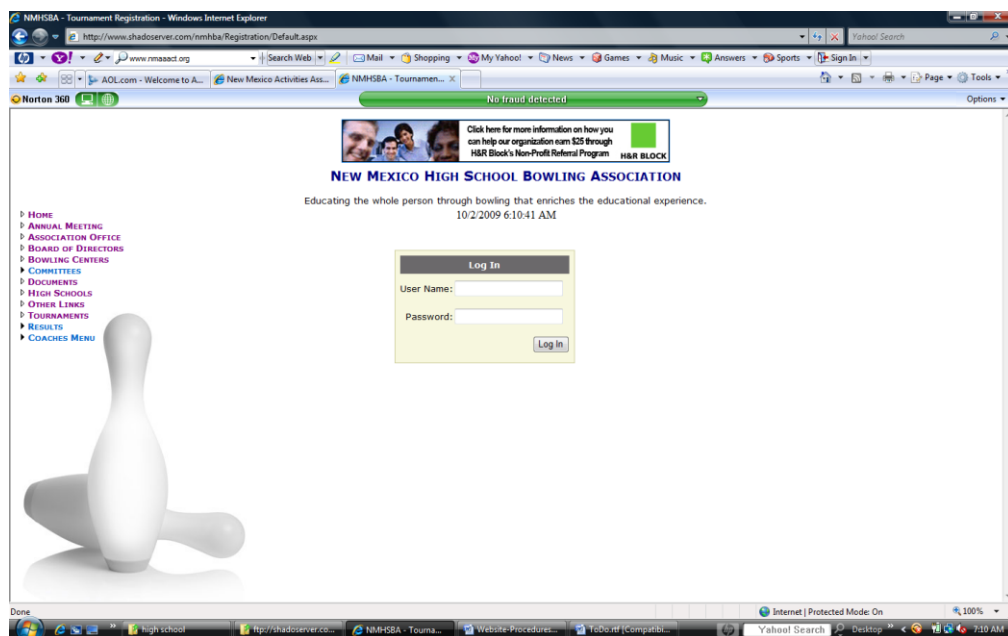 NMHSBA - Tournament Registration - Windows Internet Explorer
http://www.shadoserver.com/nmhba/Registration/Default.aspx
Yahoo! Search
Y! www.nmaaact.org Search Web Mail Shopping My Yahoo! News Games Music Answers Sports Sign In
AOL.com - Welcome to A... New Mexico Activities Ass... NMHSBA - Tournamen... X Page Tools
Norton 360 No fraud detected Options
Click here for more information on how you
can help our organization earn $25 through
H&R Block's Non-Profit Referral Program H&R BLOCK
NEW MEXICO HIGH SCHOOL BOWLING ASSOCIATION
Educating the whole person through bowling that enriches the educational experience.
10/2/2009 6:10:41 AM
HOME
ANNUAL MEETING
ASSOCIATION OFFICE
BOARD OF DIRECTORS
BOWLING CENTERS
COMMITTEES
DOCUMENTS
HIGH SCHOOLS
OTHER LINKS
TOURNAMENTS
RESULTS
COACHES MENU
Log In
User Name:
Password:
Log In
Done Internet | Protected Mode: On 100%
high school ftp://shadoserver.co... NMHSBA - Tourna... Website-Procedures... ToDo.rtf [Compatibi... Yahoo! Search Desktop 7:10 AM